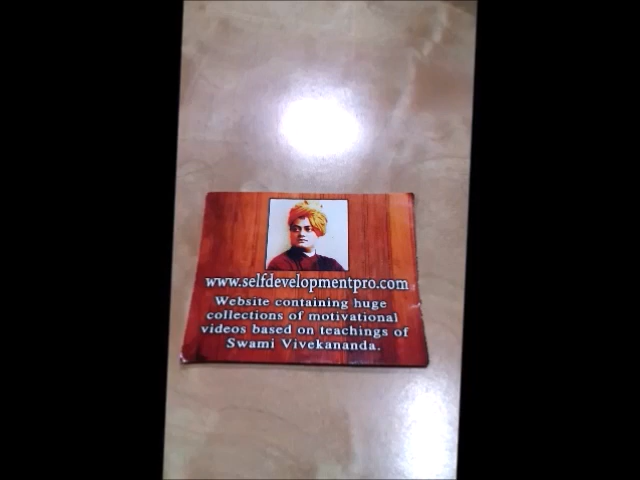 www.selfdevelopmentpro.com
Website containing huge
collections of motivational
videos based on teachings of
Swami Vivekananda.